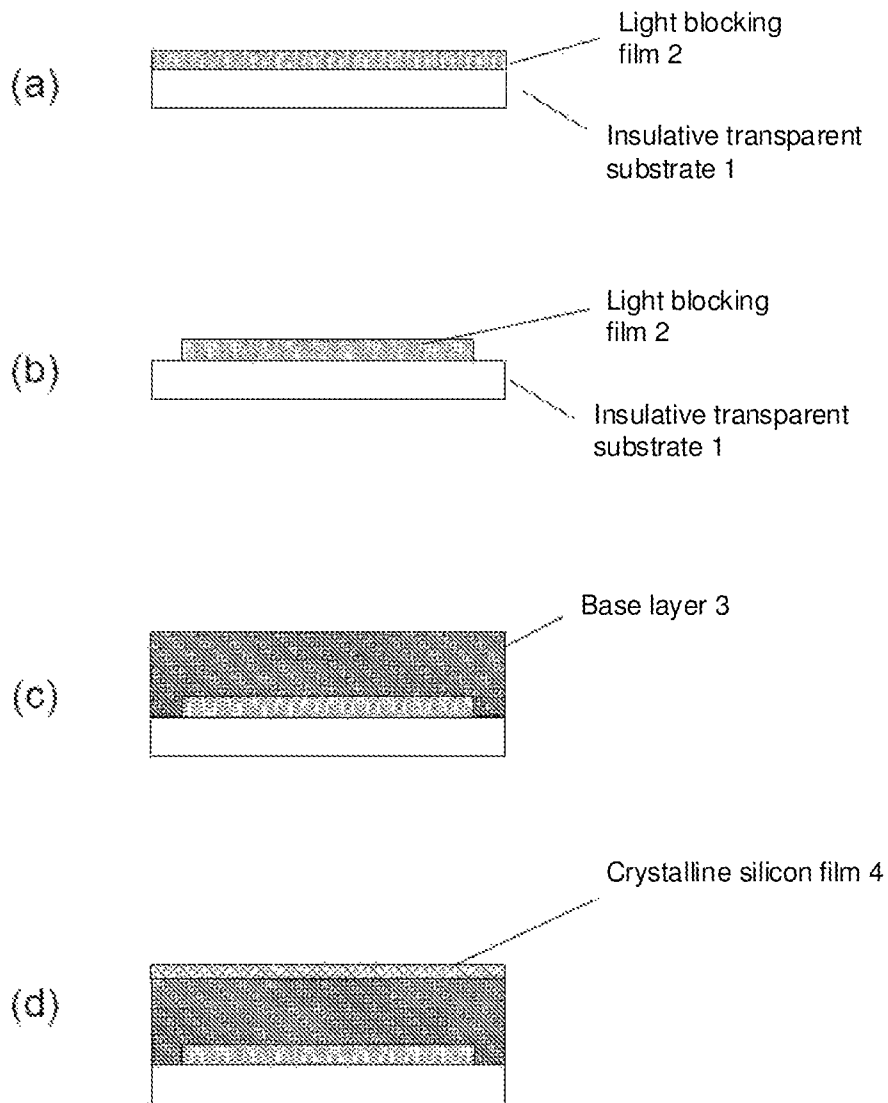 (a)
Light blocking
film 2
Insulative transparent
substrate 1
(b)
Light blocking
film 2
Insulative transparent
substrate 1
(c)
Base layer 3
(d)
Crystalline silicon film 4